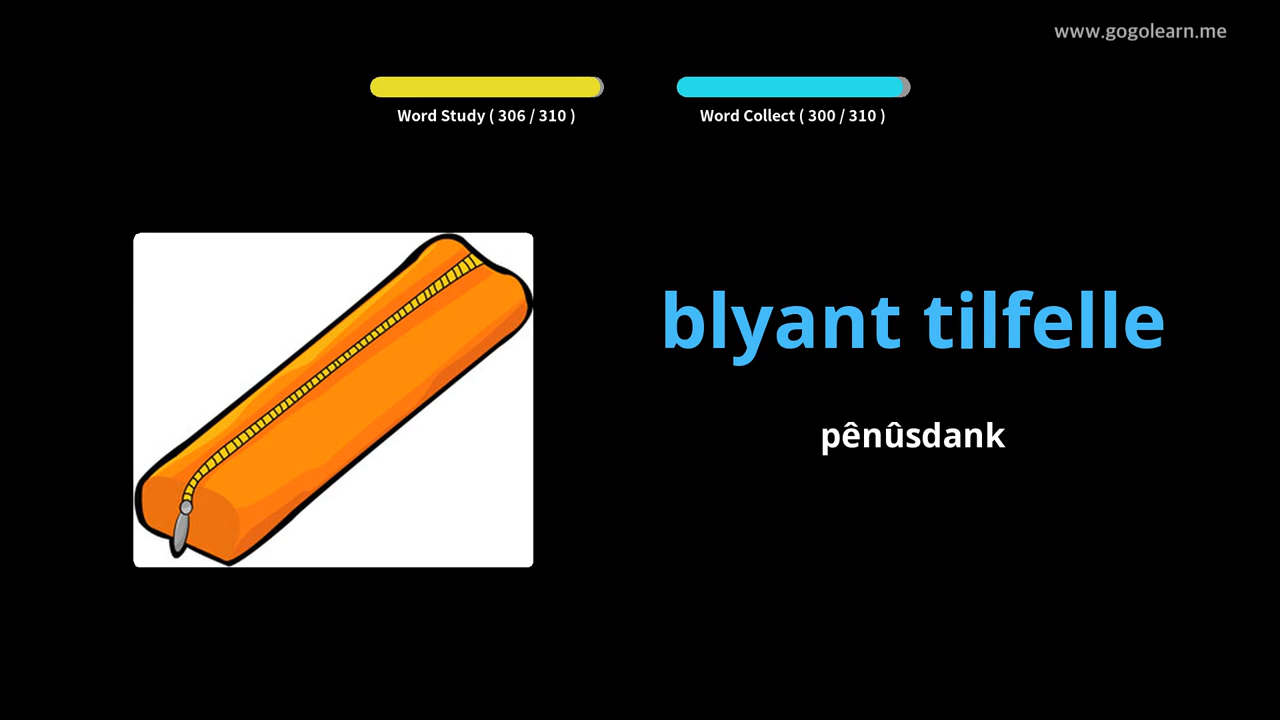 www.gogolearn.me
Word Study ( 306 / 310 )
Word Collect ( 300 / 310 )
blyant tilfelle
pênûsdank